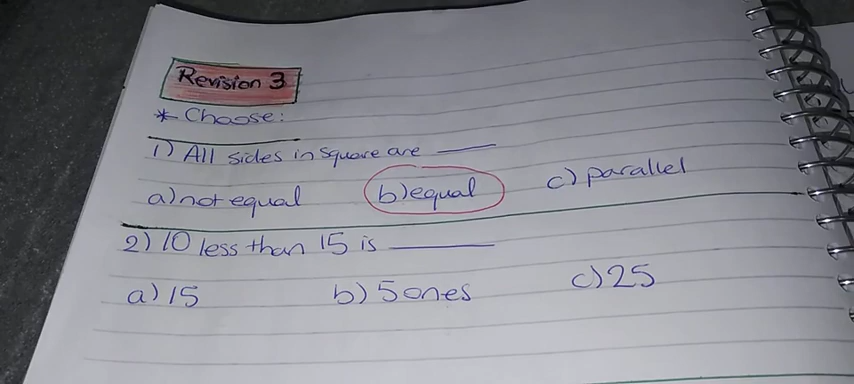 Revision 3
* Choose:
1) All sides in square are ____
a) not equal b) equal c) parallel
2) 10 less than 15 is ____
a) 15 b) 5 ones c) 25